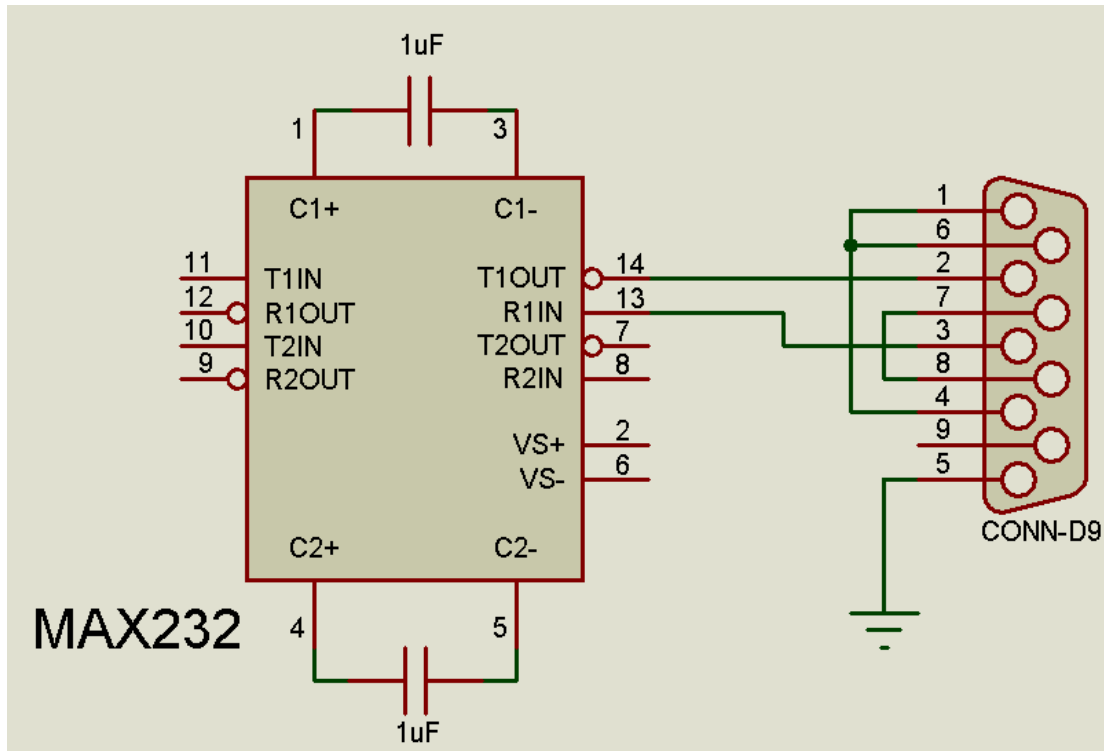 1uF
1 3
C1+ C1-
11 T1IN T1OUT 14
12 R1OUT R1IN 13
10 T2IN T2OUT 7
9 R2OUT R2IN 8
VS+ 2
VS- 6
C2+ C2-
4 5
1uF
MAX232
1
6
2
7
3
8
4
9
5
CONN-D9